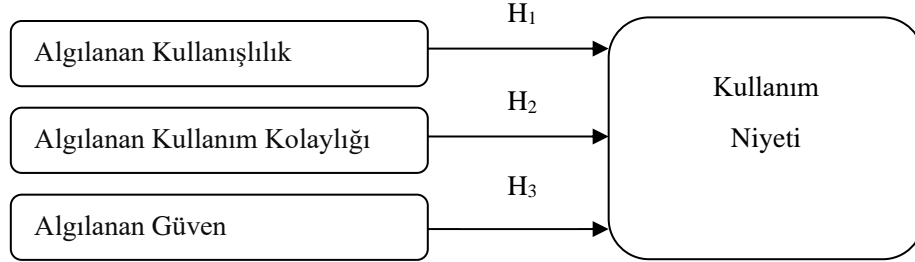 H₁
Algılanan Kullanışlılık
Kullanım
H₂
Algılanan Kullanım Kolaylığı
Niyeti
H₃
Algılanan Güven